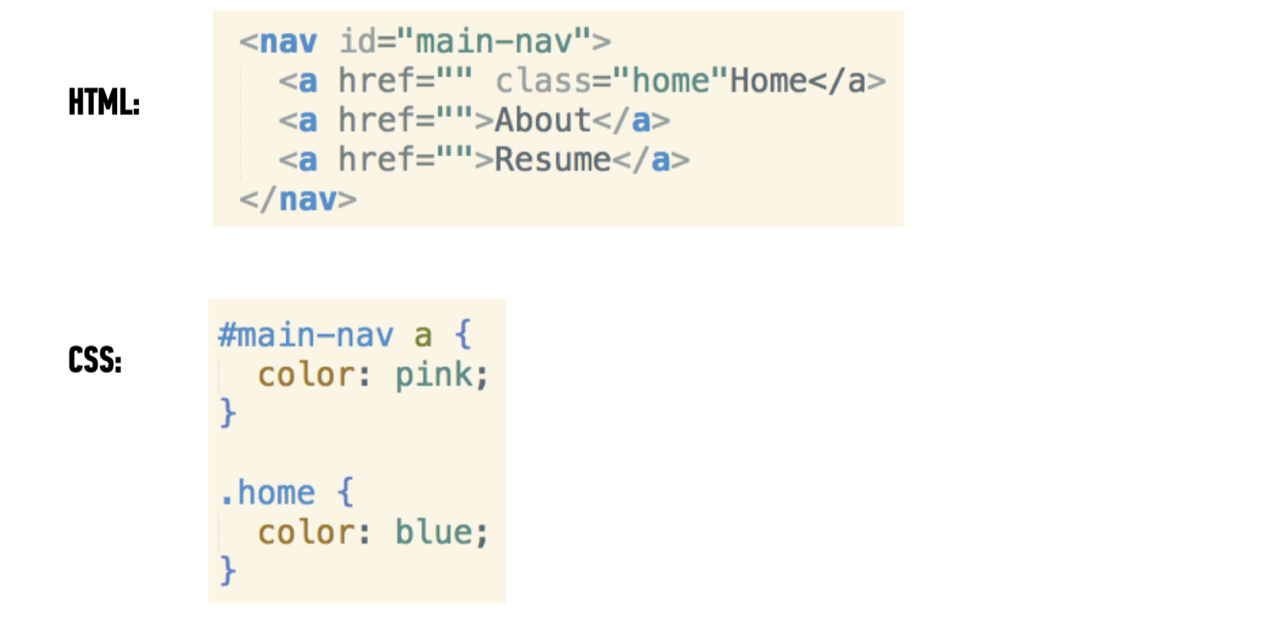 HTML:
<nav id="main-nav">
<a href="" class="home"Home</a>
<a href="">About</a>
<a href="">Resume</a>
</nav>
CSS:
#main-nav a {
color: pink;
}
.home {
color: blue;
}